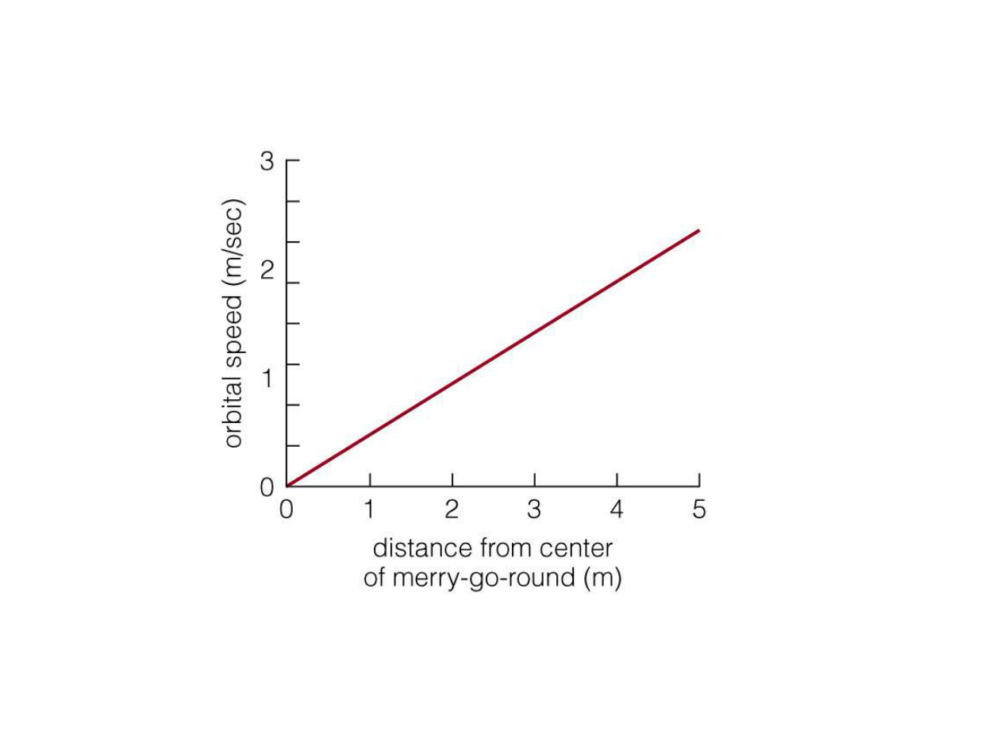 3
2
1
0
orbital speed (m/sec)
0 1 2 3 4 5
distance from center
of merry-go-round (m)